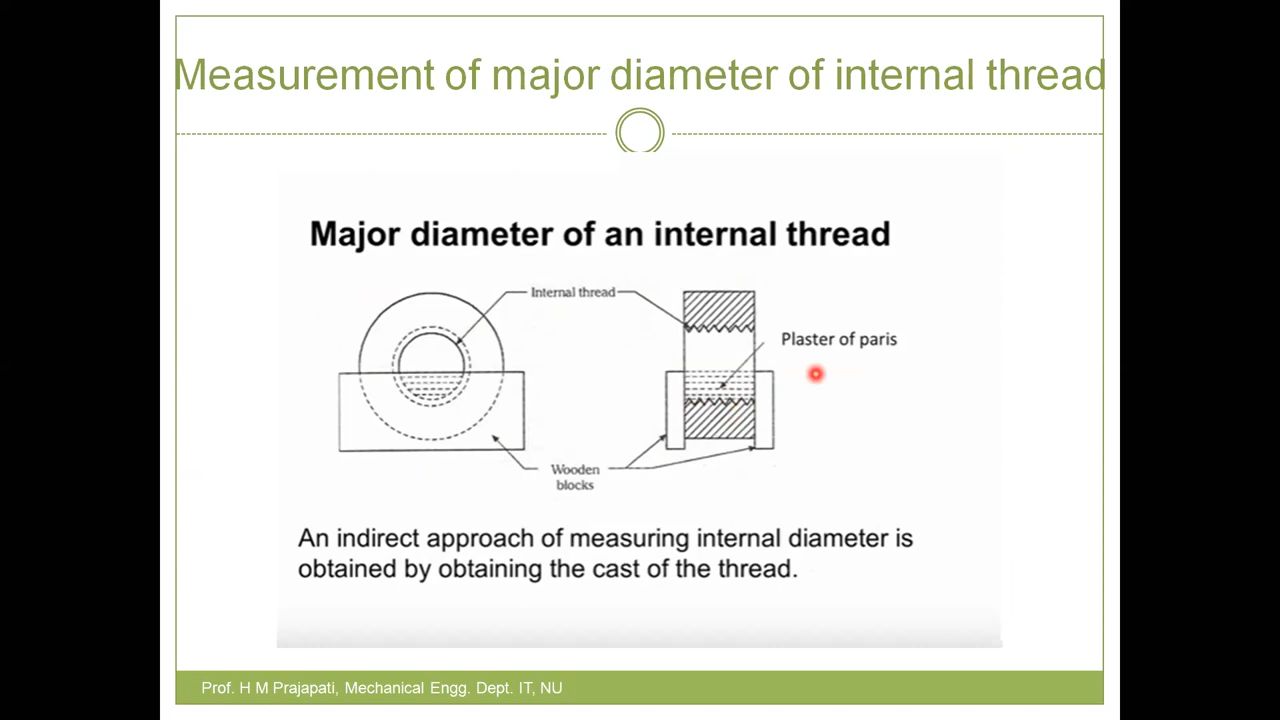 Measurement of major diameter of internal thread
Major diameter of an internal thread
Internal thread
Plaster of paris
Wooden
blocks
An indirect approach of measuring internal diameter is
obtained by obtaining the cast of the thread.
Prof. H M Prajapati, Mechanical Engg. Dept. IT, NU